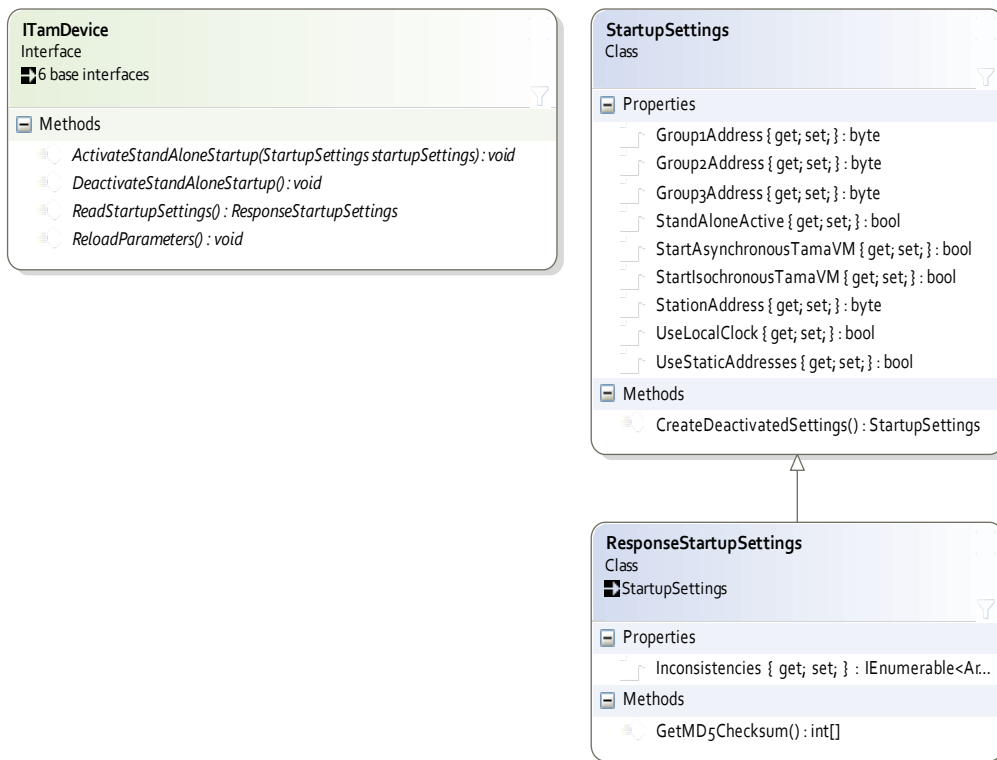 ITamDevice
Interface
6 base interfaces
Methods
ActivateStandAloneStartup(StartupSettings startupSettings) : void
DeactivateStandAloneStartup() : void
ReadStartupSettings() : ResponseStartupSettings
ReloadParameters() : void
StartupSettings
Class
Properties
Group1Address { get; set; } : byte
Group2Address { get; set; } : byte
Group3Address { get; set; } : byte
StandAloneActive { get; set; } : bool
StartAsynchronousTamaVM { get; set; } : bool
StartIsochronousTamaVM { get; set; } : bool
StationAddress { get; set; } : byte
UseLocalClock { get; set; } : bool
UseStaticAddresses { get; set; } : bool
Methods
CreateDeactivatedSettings() : StartupSettings
ResponseStartupSettings
Class
StartupSettings
Properties
Inconsistencies { get; set; } : IEnumerable<Ar...
Methods
GetMD5Checksum() : int[]